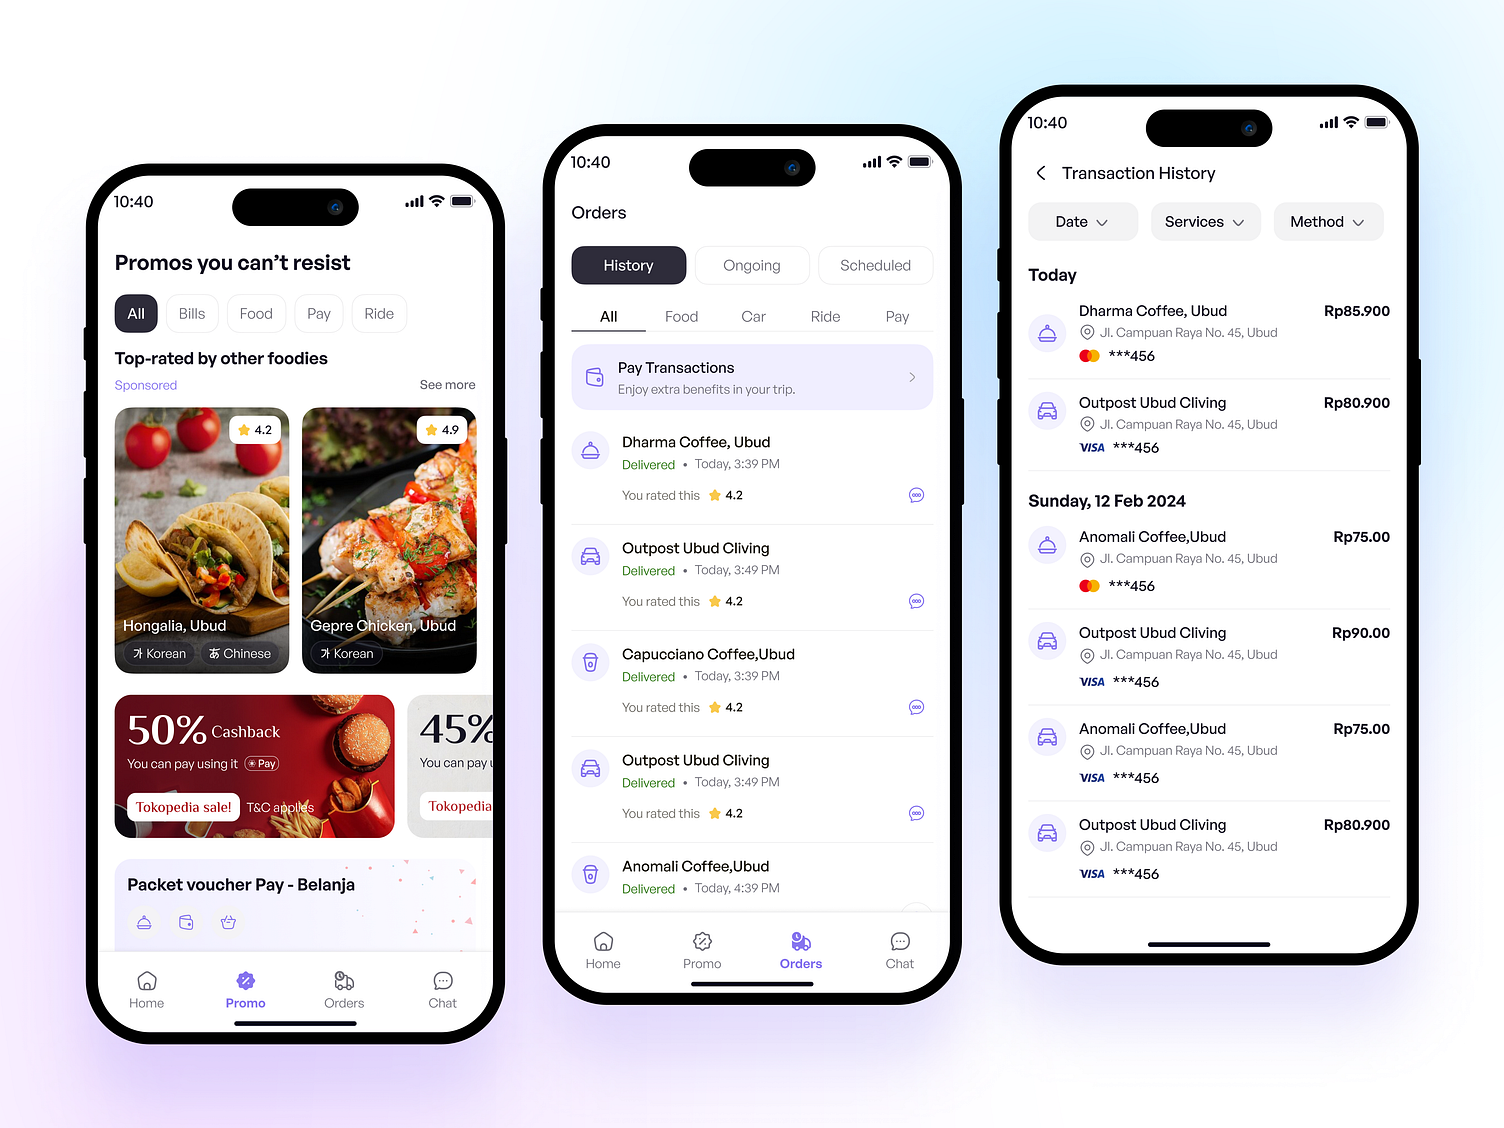 10:40
Promos you can’t resist
All
Bills
Food
Pay
Ride
Top-rated by other foodies
Sponsored
See more
4.2
Hongalia, Ubud
가 Korean
あ Chinese
4.9
Gepre Chicken, Ubud
가 Korean
50% Cashback
You can pay using it Pay
Tokopedia sale! T&C applies
45%
You can pay u
Tokopedia
Packet voucher Pay - Belanja
Home
Promo
Orders
Chat
10:40
Orders
History
Ongoing
Scheduled
All
Food
Car
Ride
Pay
Pay Transactions
Enjoy extra benefits in your trip.
Dharma Coffee, Ubud
Delivered • Today, 3:39 PM
You rated this 4.2
Outpost Ubud Cliving
Delivered • Today, 3:49 PM
You rated this 4.2
Capucciano Coffee,Ubud
Delivered • Today, 3:39 PM
You rated this 4.2
Outpost Ubud Cliving
Delivered • Today, 3:49 PM
You rated this 4.2
Anomali Coffee,Ubud
Delivered • Today, 4:39 PM
Home
Promo
Orders
Chat
10:40
Transaction History
Date
Services
Method
Today
Dharma Coffee, Ubud Rp85.900
Jl. Campuan Raya No. 45, Ubud
***456
Outpost Ubud Cliving Rp80.900
Jl. Campuan Raya No. 45, Ubud
VISA ***456
Sunday, 12 Feb 2024
Anomali Coffee,Ubud Rp75.00
Jl. Campuan Raya No. 45, Ubud
***456
Outpost Ubud Cliving Rp90.00
Jl. Campuan Raya No. 45, Ubud
VISA ***456
Anomali Coffee,Ubud Rp75.00
Jl. Campuan Raya No. 45, Ubud
VISA ***456
Outpost Ubud Cliving Rp80.900
Jl. Campuan Raya No. 45, Ubud
VISA ***456